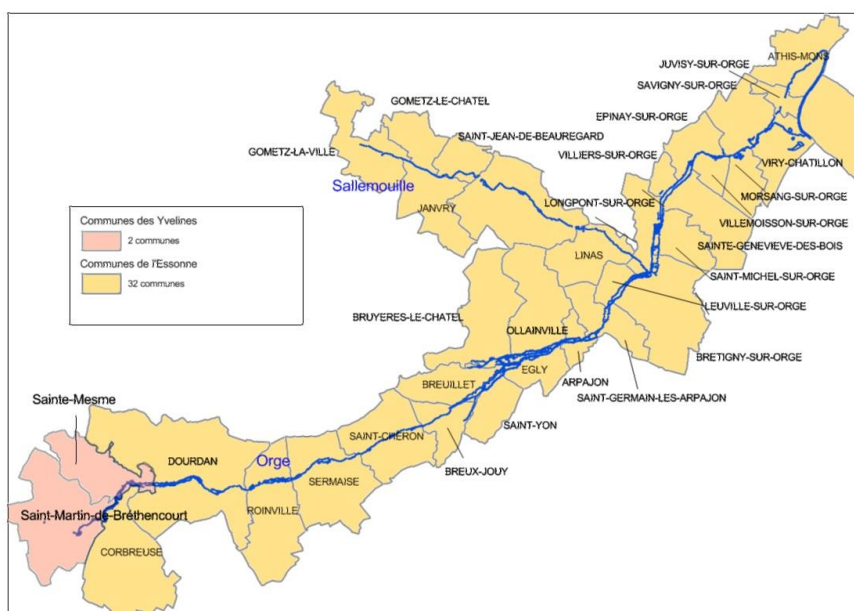 ATHIS-MONS
JUVISY-SUR-ORGE
SAVIGNY-SUR-ORGE
GOMETZ-LE-CHATEL
EPINAY-SUR-ORGE
SAINT-JEAN-DE-BEAUREGARD
GOMETZ-LA-VILLE
VILLIERS-SUR-ORGE
VIRY-CHATILLON
Sallemouille
MORSANG-SUR-ORGE
LONGPONT-SUR-ORGE
JANVRY
Communes des Yvelines
VILLEMOISSON-SUR-ORGE
2 communes
SAINTE-GENEVIEVE-DES-BOIS
LINAS
Communes de l'Essonne
SAINT-MICHEL-SUR-ORGE
32 communes
LEUVILLE-SUR-ORGE
BRUYERES-LE-CHATEL
OLLAINVILLE
BRETIGNY-SUR-ORGE
EGLY
BREUILLET
ARPAJON
SAINT-GERMAIN-LES-ARPAJON
Sainte-Mesme
SAINT-YON
SAINT-CHERON
DOURDAN
Orge
BREUX-JOUY
SERMAISE
ROINVILLE
Saint-Martin-de-Bréthencourt
CORBREUSE